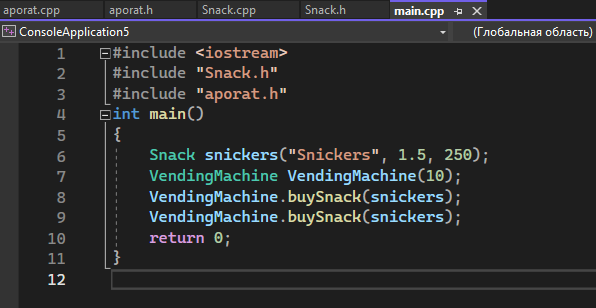 aporat.cpp aporat.h Snack.cpp Snack.h main.cpp
ConsoleApplication5 (Глобальная область)
1 #include <iostream>
2 #include "Snack.h"
3 #include "aporat.h"
4 int main()
5 {
6 Snack snickers("Snickers", 1.5, 250);
7 VendingMachine VendingMachine(10);
8 VendingMachine.buySnack(snickers);
9 VendingMachine.buySnack(snickers);
10 return 0;
11 }
12